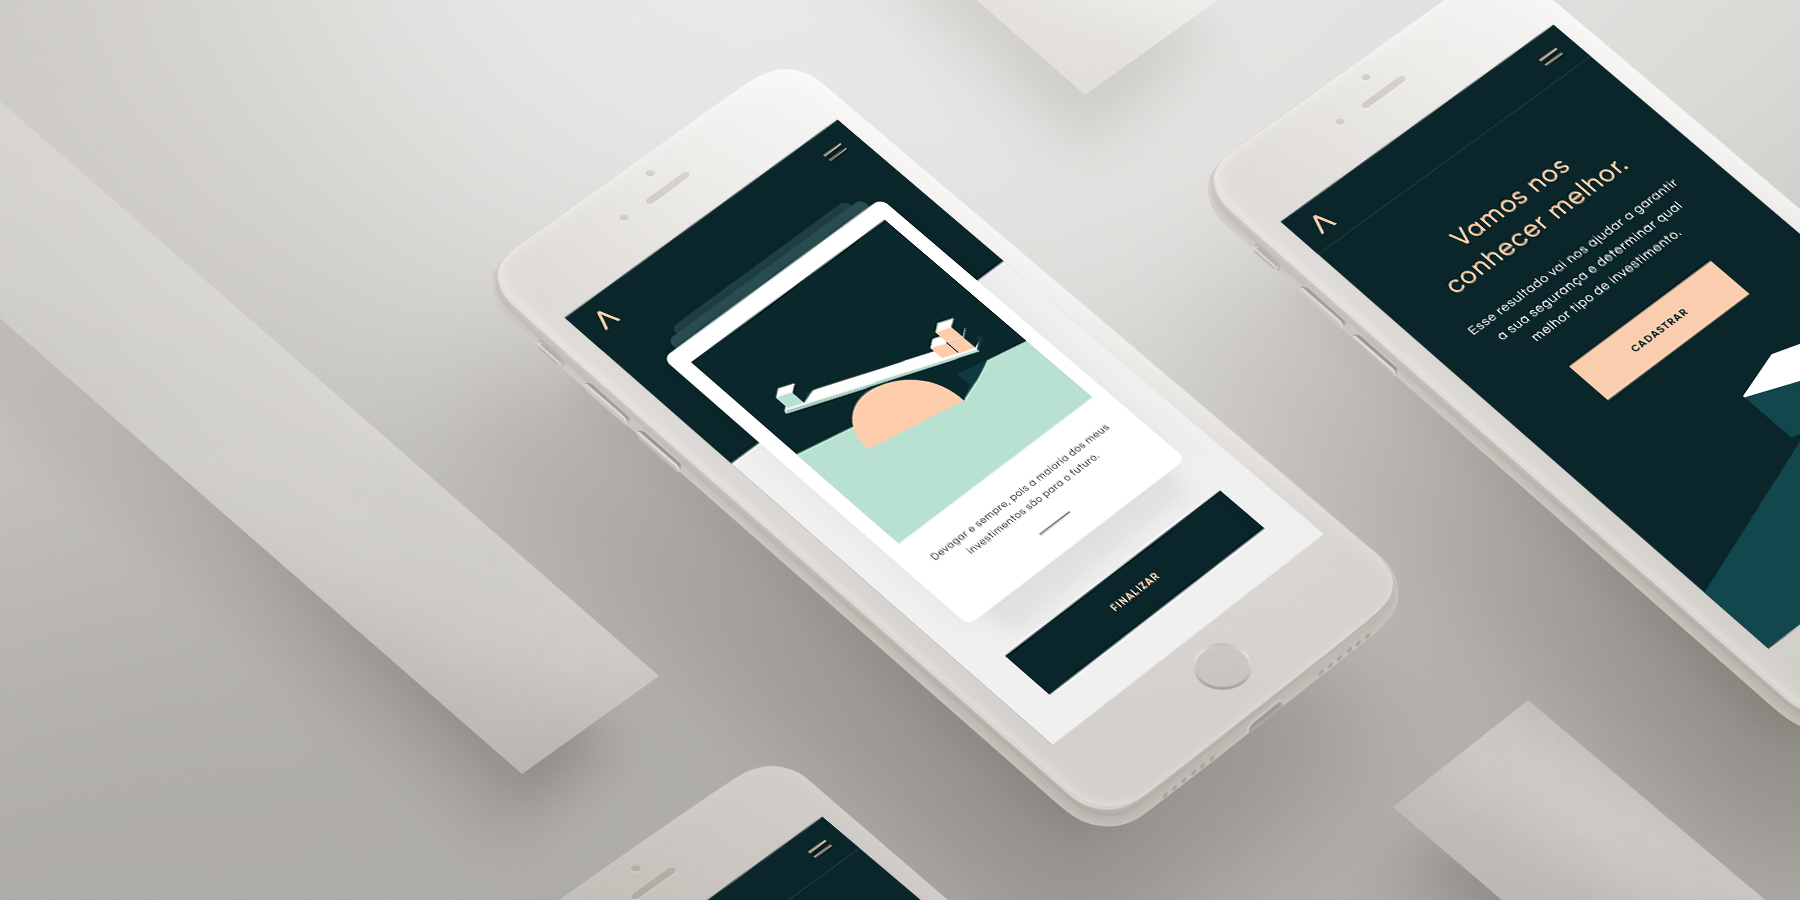 Devagar e sempre, pois a maioria dos meus
investimentos são para o futuro.
FINALIZAR
Vamos nos
conhecer melhor.
Esse resultado vai nos ajudar a garantir
a sua segurança e determinar qual
melhor tipo de investimento.
CADASTRAR